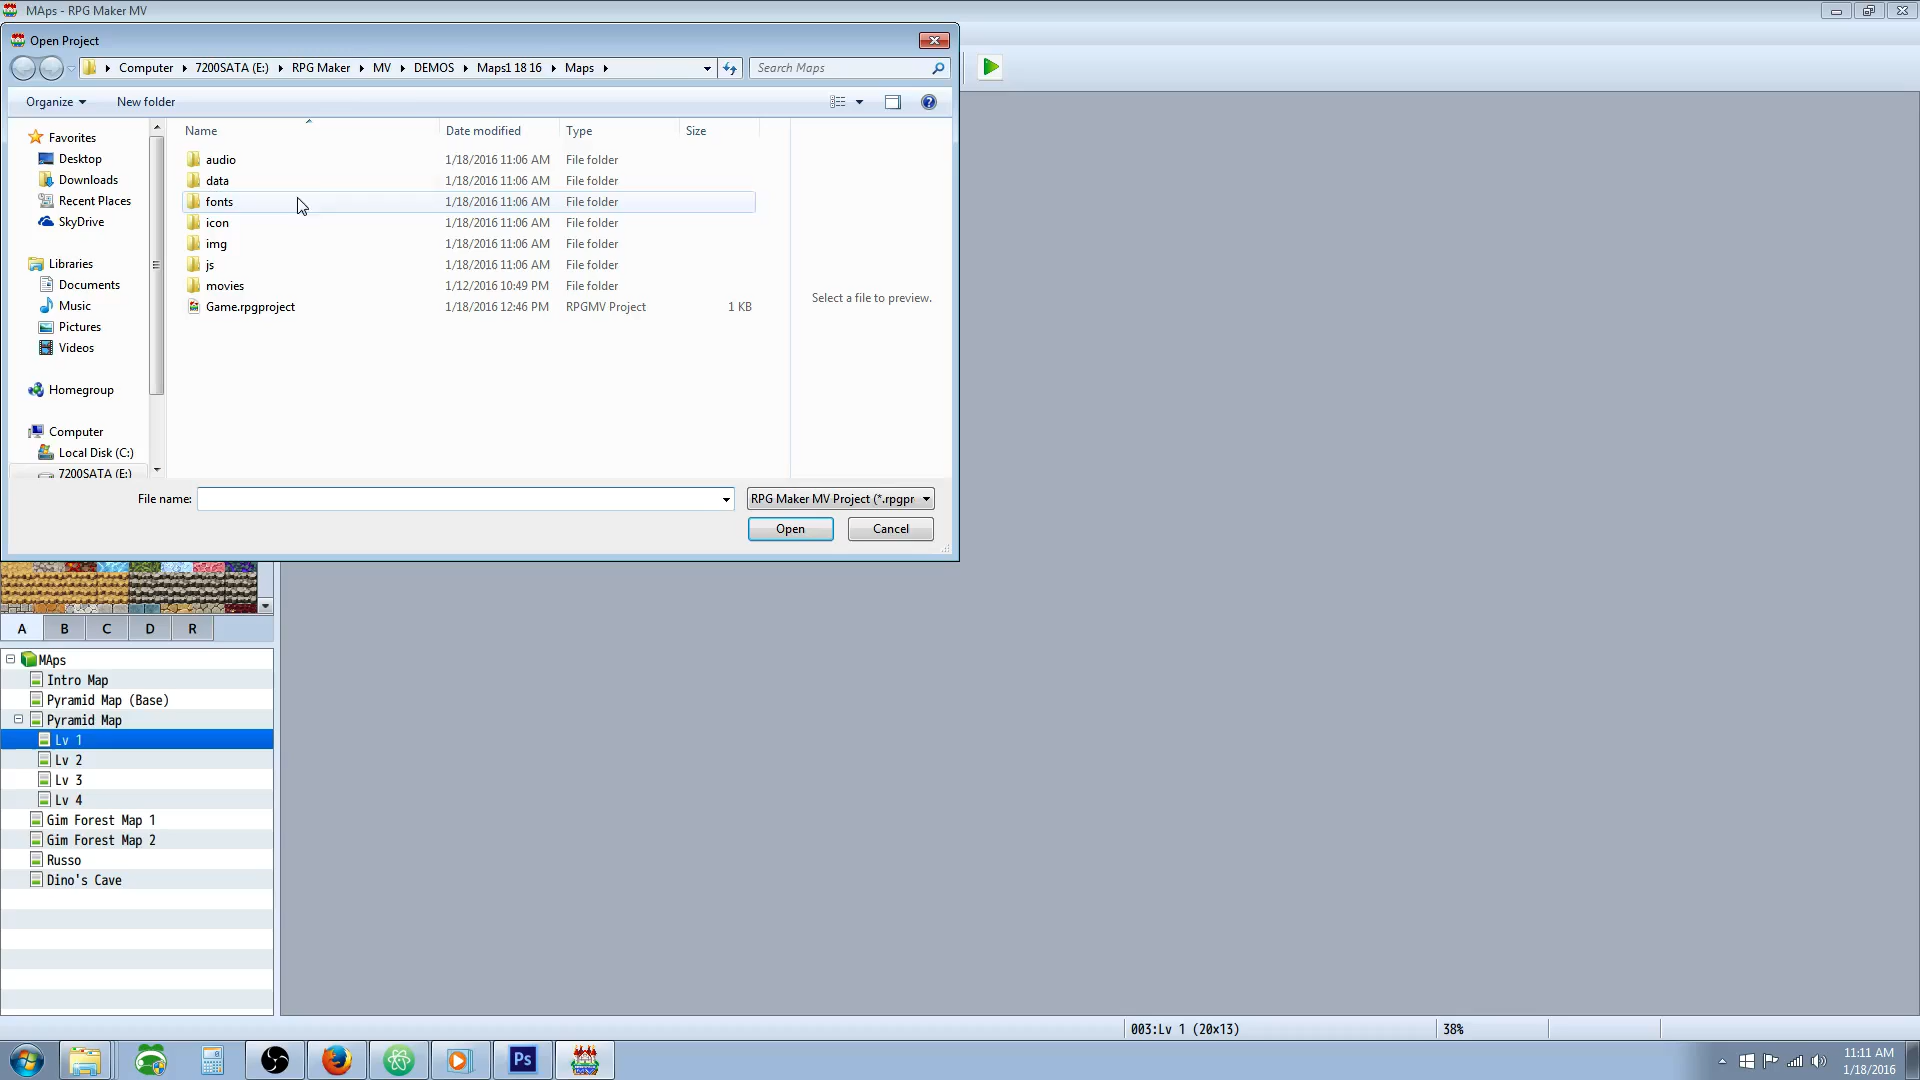 MAps - RPG Maker MV
Open Project
Computer 7200SATA (E:) RPG Maker MV DEMOS Maps1 18 16 Maps
Search Maps
Organize New folder
Name Date modified Type Size
Favorites
Desktop
Downloads
Recent Places
SkyDrive
Libraries
Documents
Music
Pictures
Videos
Homegroup
Computer
Local Disk (C:)
7200SATA (E:)
audio 1/18/2016 11:06 AM File folder
data 1/18/2016 11:06 AM File folder
fonts 1/18/2016 11:06 AM File folder
icon 1/18/2016 11:06 AM File folder
img 1/18/2016 11:06 AM File folder
js 1/18/2016 11:06 AM File folder
movies 1/12/2016 10:49 PM File folder
Game.rpgproject 1/18/2016 12:46 PM RPGMV Project 1 KB
Select a file to preview.
File name:
RPG Maker MV Project (*.rpgpr
Open Cancel
A B C D R
MAps
Intro Map
Pyramid Map (Base)
Pyramid Map
Lv 1
Lv 2
Lv 3
Lv 4
Gim Forest Map 1
Gim Forest Map 2
Russo
Dino's Cave
003:Lv 1 (20x13) 38%
Ps
11:11 AM
1/18/2016